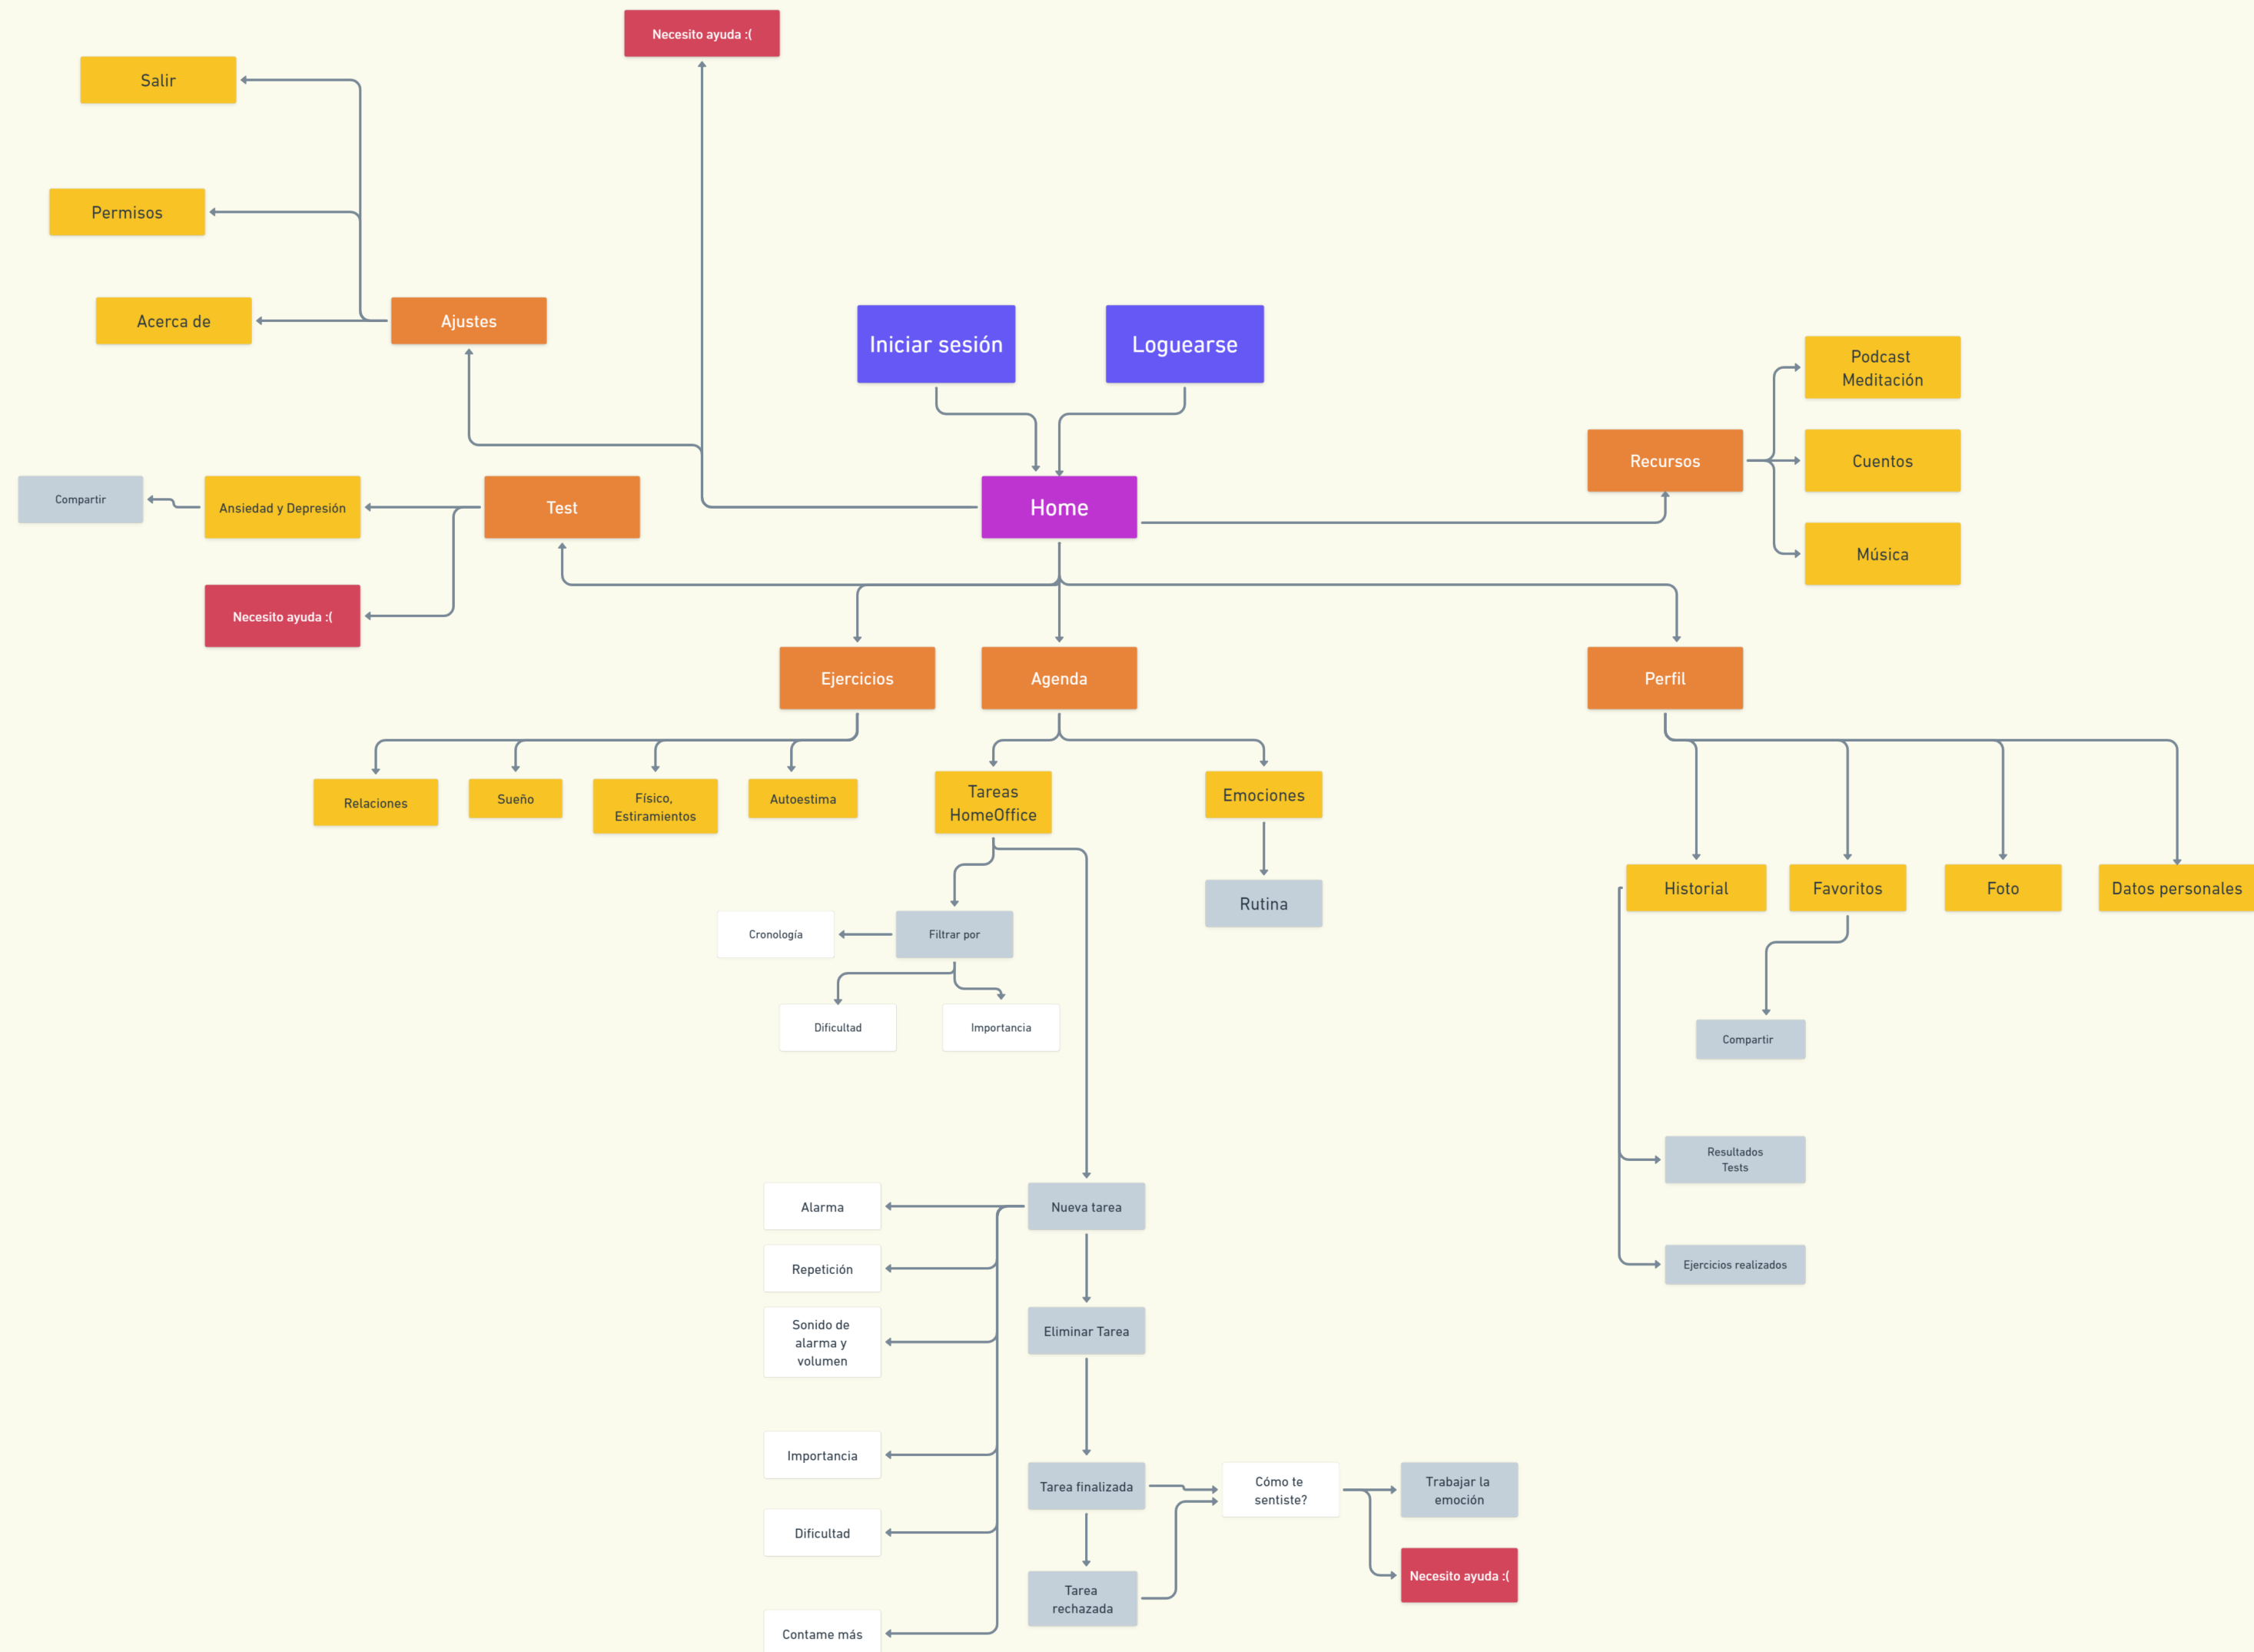 Necesito ayuda :(
Salir
Permisos
Acerca de
Ajustes
Iniciar sesión
Loguearse
Podcast
Meditación
Recursos
Cuentos
Compartir
Ansiedad y Depresión
Test
Home
Música
Necesito ayuda :(
Ejercicios
Agenda
Perfil
Relaciones
Sueño
Físico,
Estiramientos
Autoestima
Tareas
HomeOffice
Emociones
Historial
Favoritos
Foto
Datos personales
Rutina
Cronología
Filtrar por
Dificultad
Importancia
Compartir
Resultados
Tests
Alarma
Nueva tarea
Repetición
Ejercicios realizados
Sonido de
alarma y
volumen
Eliminar Tarea
Importancia
Tarea finalizada
Cómo te
sentiste?
Trabajar la
emoción
Dificultad
Necesito ayuda :(
Tarea
rechazada
Contame más